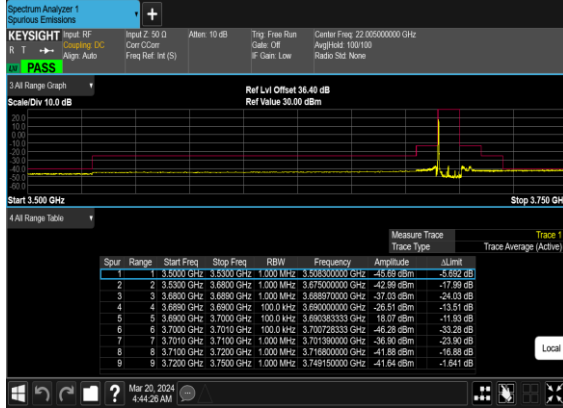 Spectrum Analyzer 1
Spurious Emissions
+
KEYSIGHT Input: RF Input Z: 50 Ω Atten: 10 dB Trig: Free Run Center Freq: 22.005000000 GHz
R T Coupling: DC Corr CCorr Gate: Off Avg|Hold: 100/100
Align: Auto Freq Ref: Int (S) IF Gain: Low Radio Std: None
PASS
3 All Range Graph
Ref Lvl Offset 36.40 dB
Scale/Div 10.0 dB Ref Value 30.00 dBm
20.0
10.0
0.00
-10.0
-20.0
-30.0
-40.0
-50.0
-60.0
Start 3.500 GHz Stop 3.750 GH
4 All Range Table
Measure Trace Trace 1
Trace Type Trace Average (Active)
Spur Range Start Freq Stop Freq RBW Frequency Amplitude ΔLimit
1 1 3.5000 GHz 3.5300 GHz 1.000 MHz 3.508300000 GHz -45.69 dBm -5.692 dB
2 2 3.5300 GHz 3.6800 GHz 1.000 MHz 3.675000000 GHz -42.99 dBm -17.99 dB
3 3 3.6800 GHz 3.6890 GHz 1.000 MHz 3.688970000 GHz -37.03 dBm -24.03 dB
4 4 3.6890 GHz 3.6900 GHz 100.0 kHz 3.690000000 GHz -26.51 dBm -13.51 dB
5 5 3.6900 GHz 3.7000 GHz 100.0 kHz 3.690383333 GHz 18.07 dBm -11.93 dB
6 6 3.7000 GHz 3.7010 GHz 100.0 kHz 3.700728333 GHz -46.28 dBm -33.28 dB
7 7 3.7010 GHz 3.7100 GHz 1.000 MHz 3.701390000 GHz -36.90 dBm -23.90 dB
8 8 3.7100 GHz 3.7200 GHz 1.000 MHz 3.716800000 GHz -41.88 dBm -16.88 dB
9 9 3.7200 GHz 3.7500 GHz 1.000 MHz 3.749150000 GHz -41.64 dBm -1.641 dB
Local
?
Mar 20, 2024
4:44:26 AM